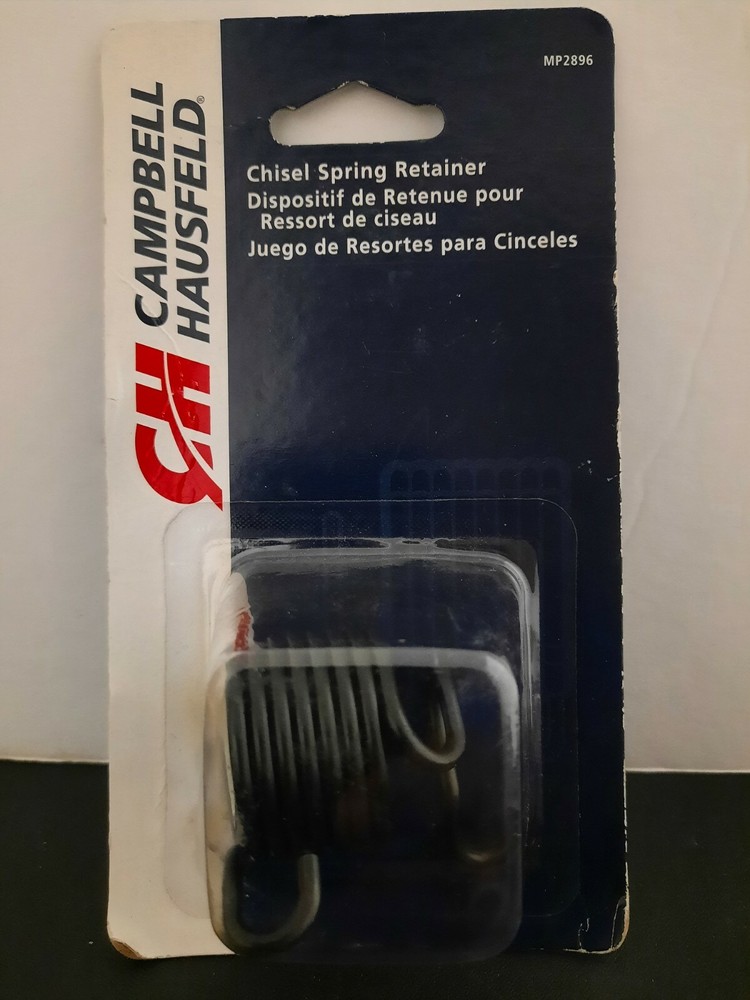 MP2896
CAMPBELL
HAUSFELD®
CH
Chisel Spring Retainer
Dispositif de Retenue pour
Ressort de ciseau
Juego de Resortes para Cinceles